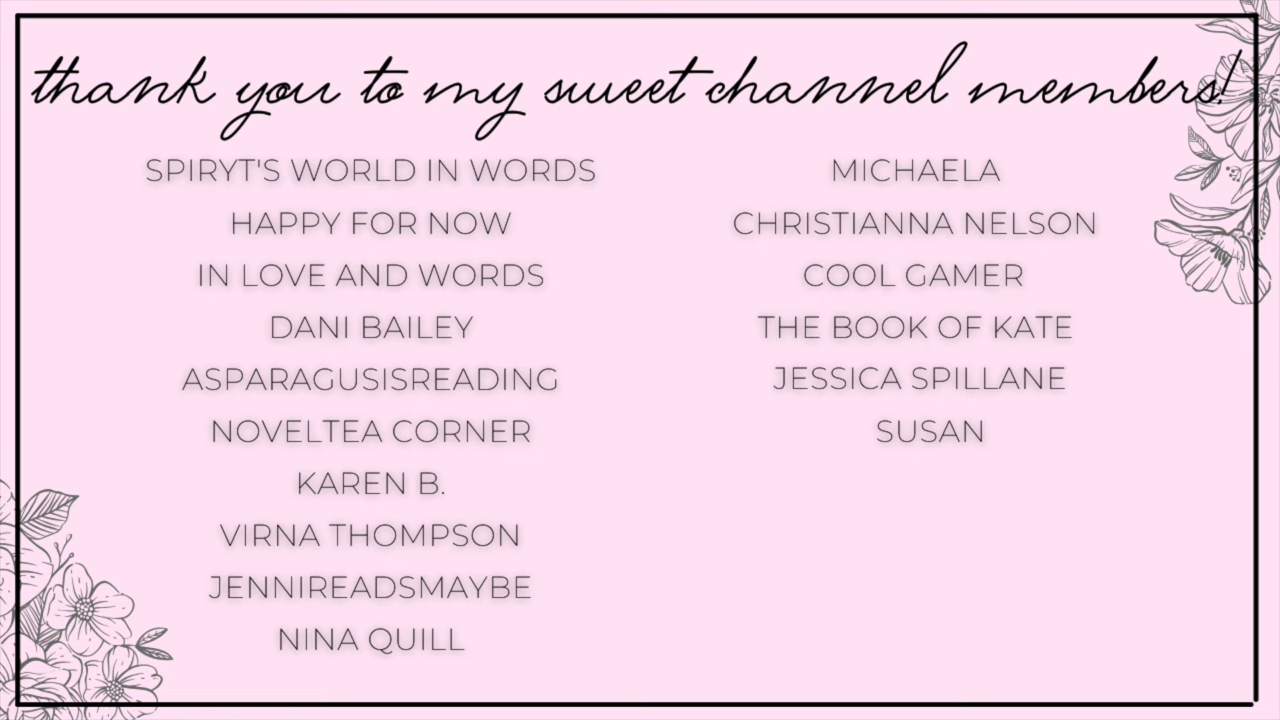 thank you to my sweet channel members!
SPIRYT'S WORLD IN WORDS
HAPPY FOR NOW
IN LOVE AND WORDS
DANI BAILEY
ASPARAGUSISREADING
NOVELTEA CORNER
KAREN B.
VIRNA THOMPSON
JENNIREADSMAYBE
NINA QUILL
MICHAELA
CHRISTIANNA NELSON
COOL GAMER
THE BOOK OF KATE
JESSICA SPILLANE
SUSAN